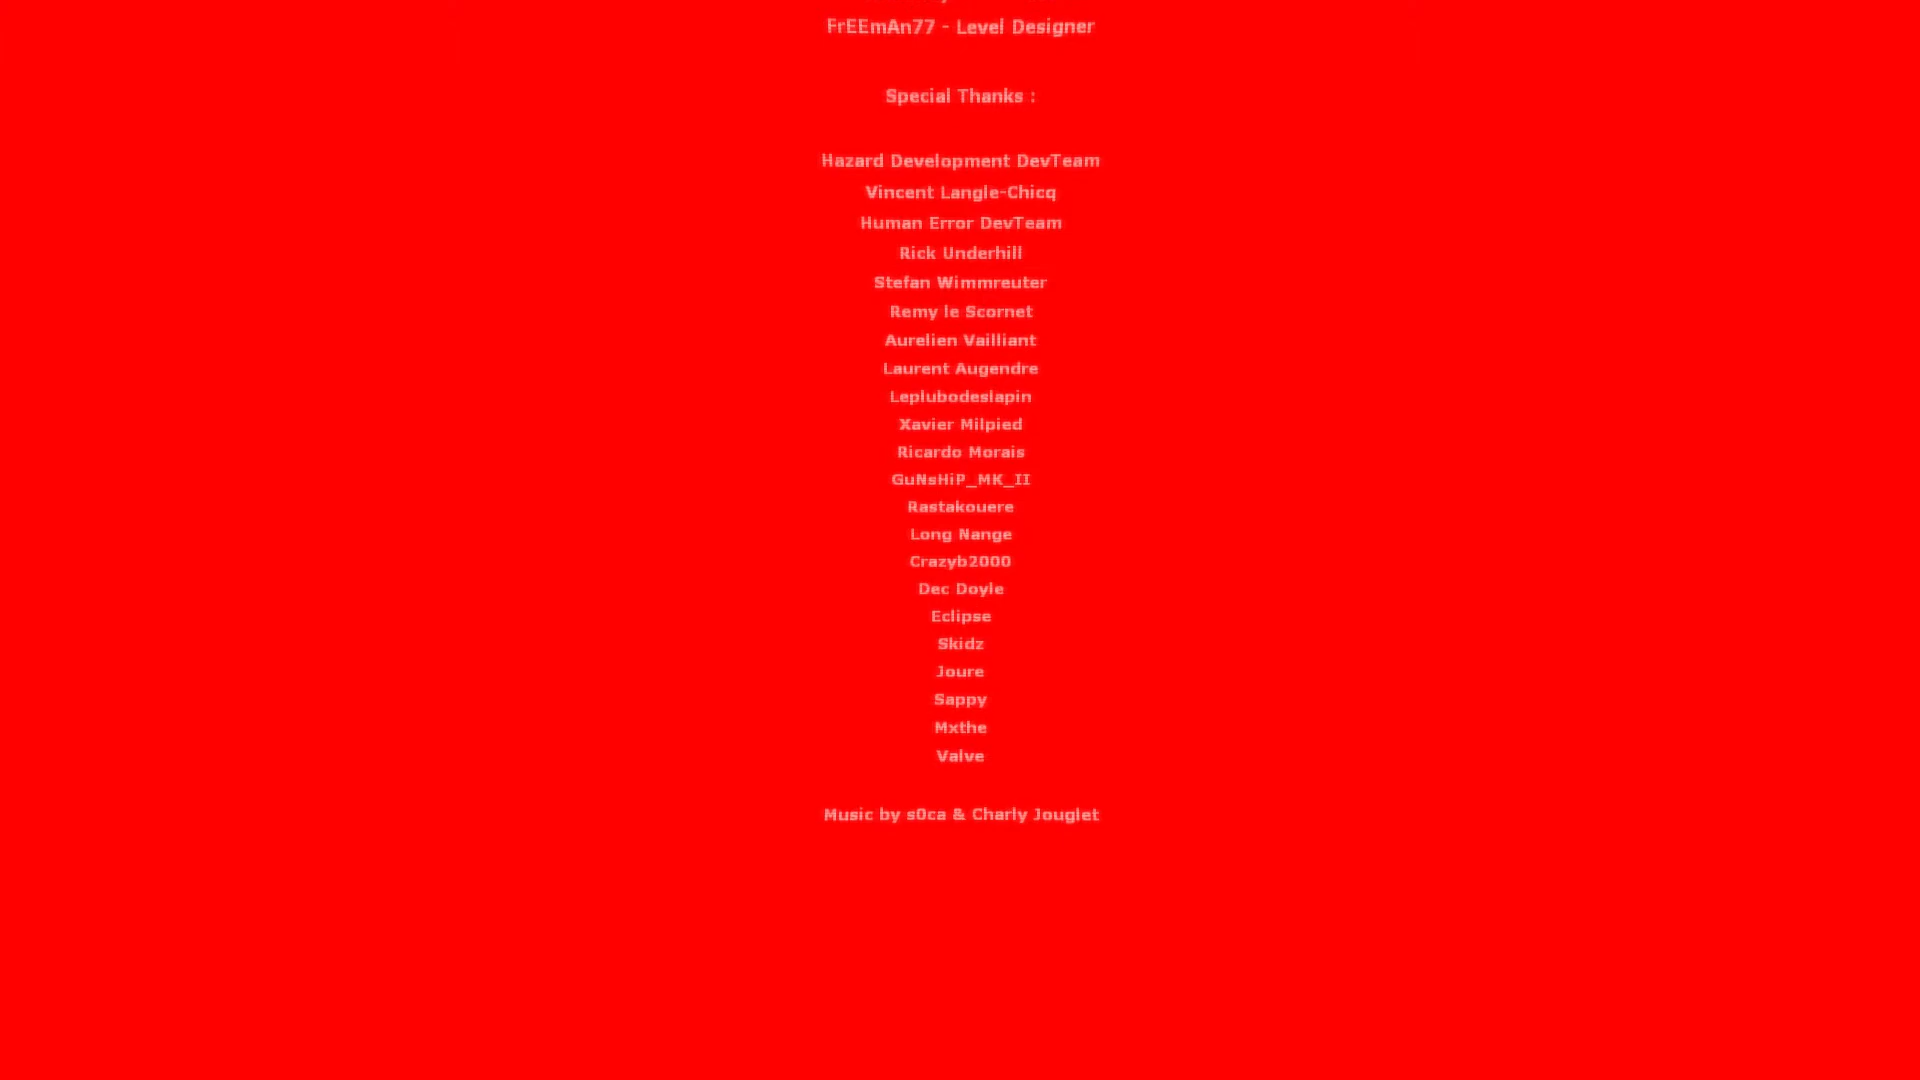 FrEEmAn77 - Level Designer
Special Thanks :
Hazard Development DevTeam
Vincent Langle-Chicq
Human Error DevTeam
Rick Underhill
Stefan Wimmreuter
Remy le Scornet
Aurelien Vailliant
Laurent Augendre
Leplubodeslapin
Xavier Milpied
Ricardo Morais
GuNsHiP_MK_II
Rastakouere
Long Nange
Crazyb2000
Dec Doyle
Eclipse
Skidz
Joure
Sappy
Mxthe
Valve
Music by s0ca & Charly Jouglet